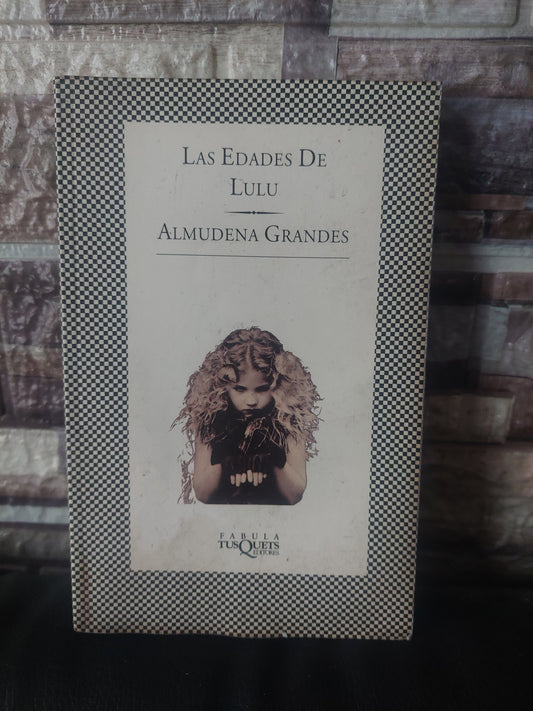 LAS EDADES DE
LULU
ALMUDENA GRANDES
FABULA
TUSQUETS
EDITORES